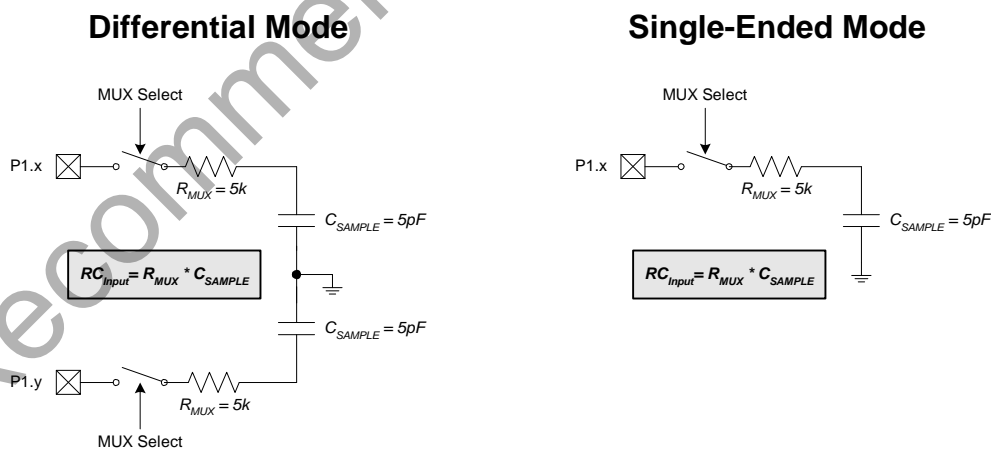 Differential Mode
MUX Select
P1.x
R_MUX = 5k
C_SAMPLE = 5pF
RC_Input = R_MUX * C_SAMPLE
C_SAMPLE = 5pF
P1.y
R_MUX = 5k
MUX Select
Single-Ended Mode
MUX Select
P1.x
R_MUX = 5k
C_SAMPLE = 5pF
RC_Input = R_MUX * C_SAMPLE